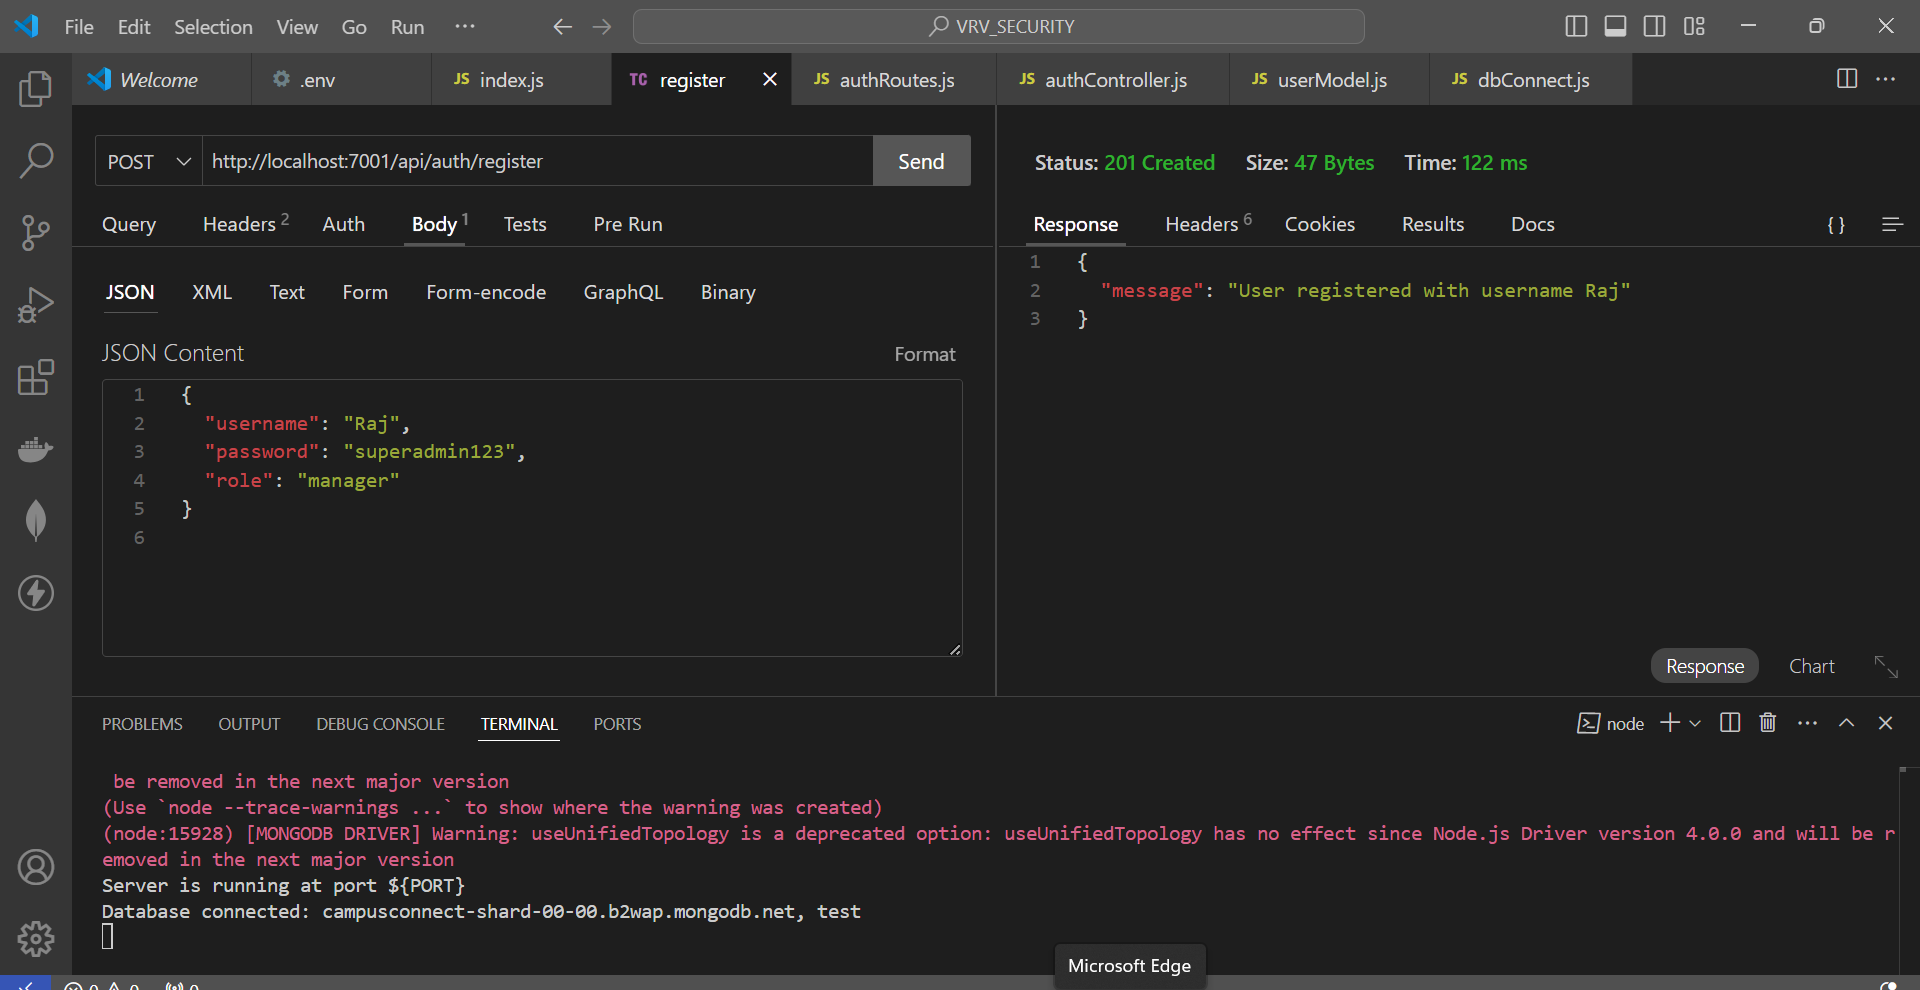 File Edit Selection View Go Run ··· VRV_SECURITY
Welcome .env JS index.js TC register JS authRoutes.js JS authController.js JS userModel.js JS dbConnect.js
POST http://localhost:7001/api/auth/register Send
Query Headers 2 Auth Body 1 Tests Pre Run
JSON XML Text Form Form-encode GraphQL Binary
JSON Content Format
1 {
2 "username": "Raj",
3 "password": "superadmin123",
4 "role": "manager"
5 }
6
Status: 201 Created Size: 47 Bytes Time: 122 ms
Response Headers 6 Cookies Results Docs { }
1 {
2 "message": "User registered with username Raj"
3 }
Response Chart
PROBLEMS OUTPUT DEBUG CONSOLE TERMINAL PORTS node
be removed in the next major version
(Use `node --trace-warnings ...` to show where the warning was created)
(node:15928) [MONGODB DRIVER] Warning: useUnifiedTopology is a deprecated option: useUnifiedTopology has no effect since Node.js Driver version 4.0.0 and will be r
emoved in the next major version
Server is running at port ${PORT}
Database connected: campusconnect-shard-00-00.b2wap.mongodb.net, test
Microsoft Edge
0 0 0